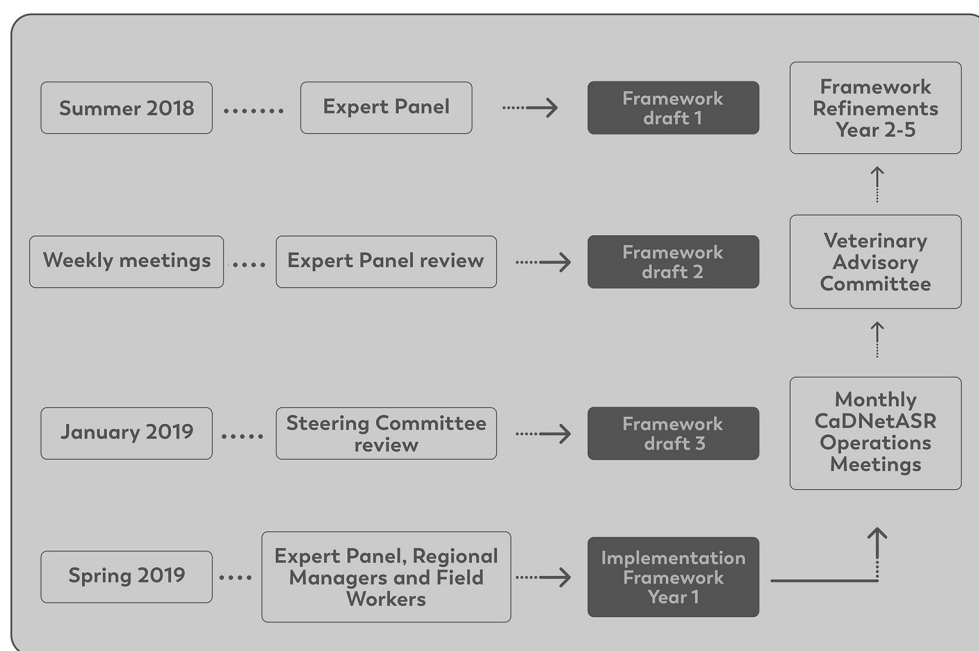 Summer 2018
Expert Panel
Framework
draft 1
Framework
Refinements
Year 2-5
Weekly meetings
Expert Panel review
Framework
draft 2
Veterinary
Advisory
Committee
January 2019
Steering Committee
review
Framework
draft 3
Monthly
CaDNetASR
Operations
Meetings
Spring 2019
Expert Panel, Regional
Managers and Field
Workers
Implementation
Framework
Year 1